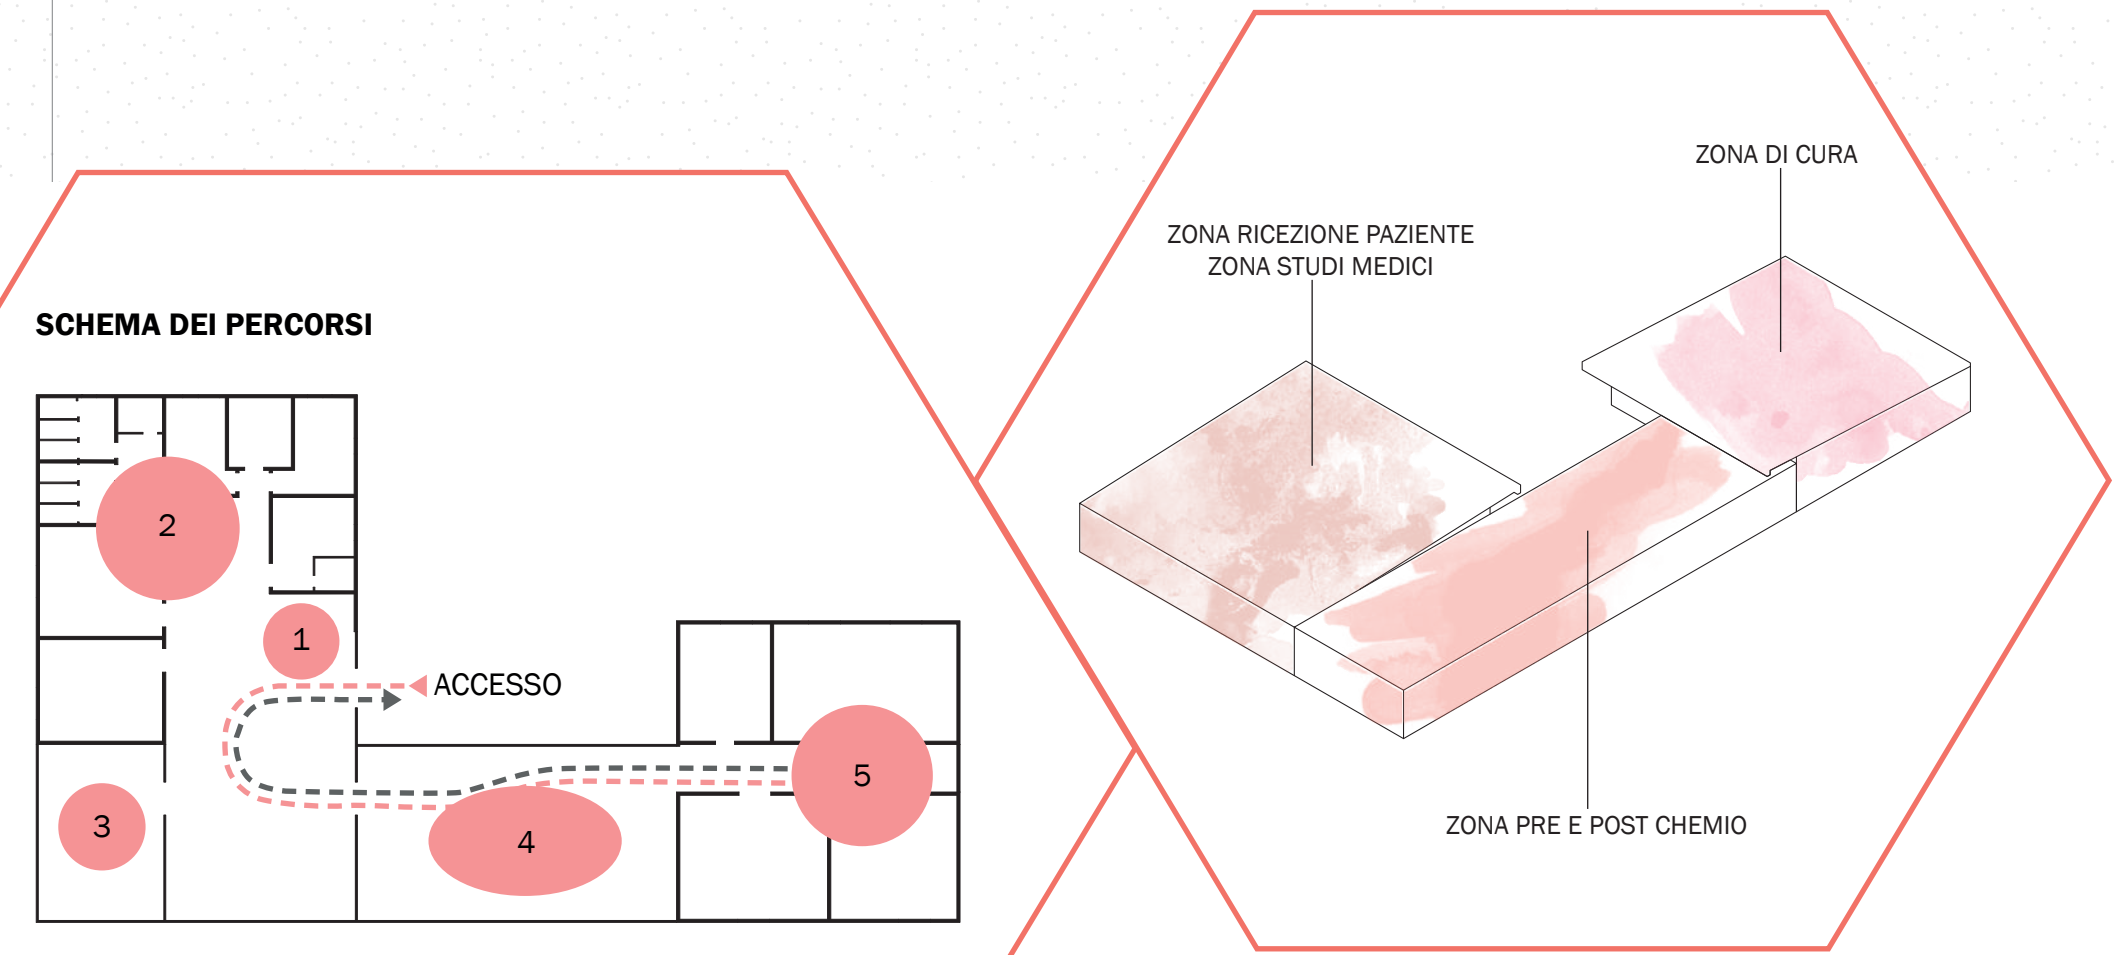 SCHEMA DEI PERCORSI
2
1
ACCESSO
3
4
5
ZONA RICEZIONE PAZIENTE
ZONA STUDI MEDICI
ZONA DI CURA
ZONA PRE E POST CHEMIO